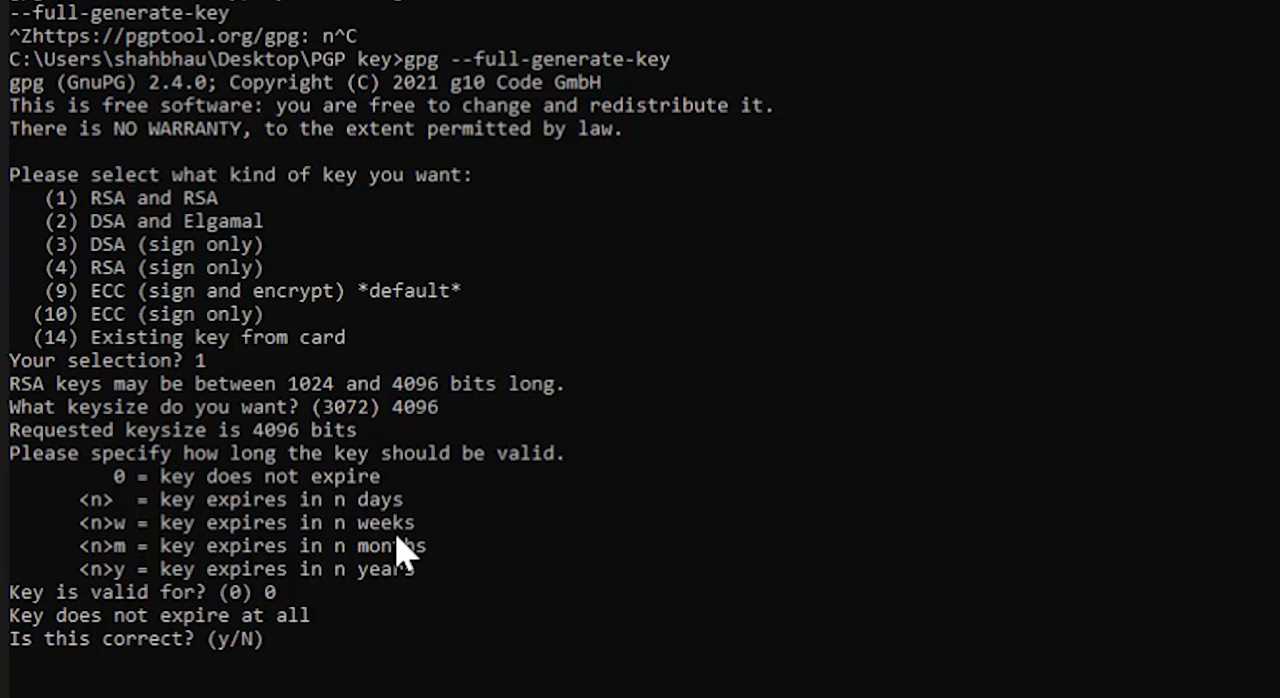 --full-generate-key
^Zhttps://pgptool.org/gpg: n^C
C:\Users\shahbhau\Desktop\PGP key>gpg --full-generate-key
gpg (GnuPG) 2.4.0; Copyright (C) 2021 g10 Code GmbH
This is free software: you are free to change and redistribute it.
There is NO WARRANTY, to the extent permitted by law.
Please select what kind of key you want:
(1) RSA and RSA
(2) DSA and Elgamal
(3) DSA (sign only)
(4) RSA (sign only)
(9) ECC (sign and encrypt) *default*
(10) ECC (sign only)
(14) Existing key from card
Your selection? 1
RSA keys may be between 1024 and 4096 bits long.
What keysize do you want? (3072) 4096
Requested keysize is 4096 bits
Please specify how long the key should be valid.
0 = key does not expire
<n>  = key expires in n days
<n>w = key expires in n weeks
<n>m = key expires in n months
<n>y = key expires in n years
Key is valid for? (0) 0
Key does not expire at all
Is this correct? (y/N)